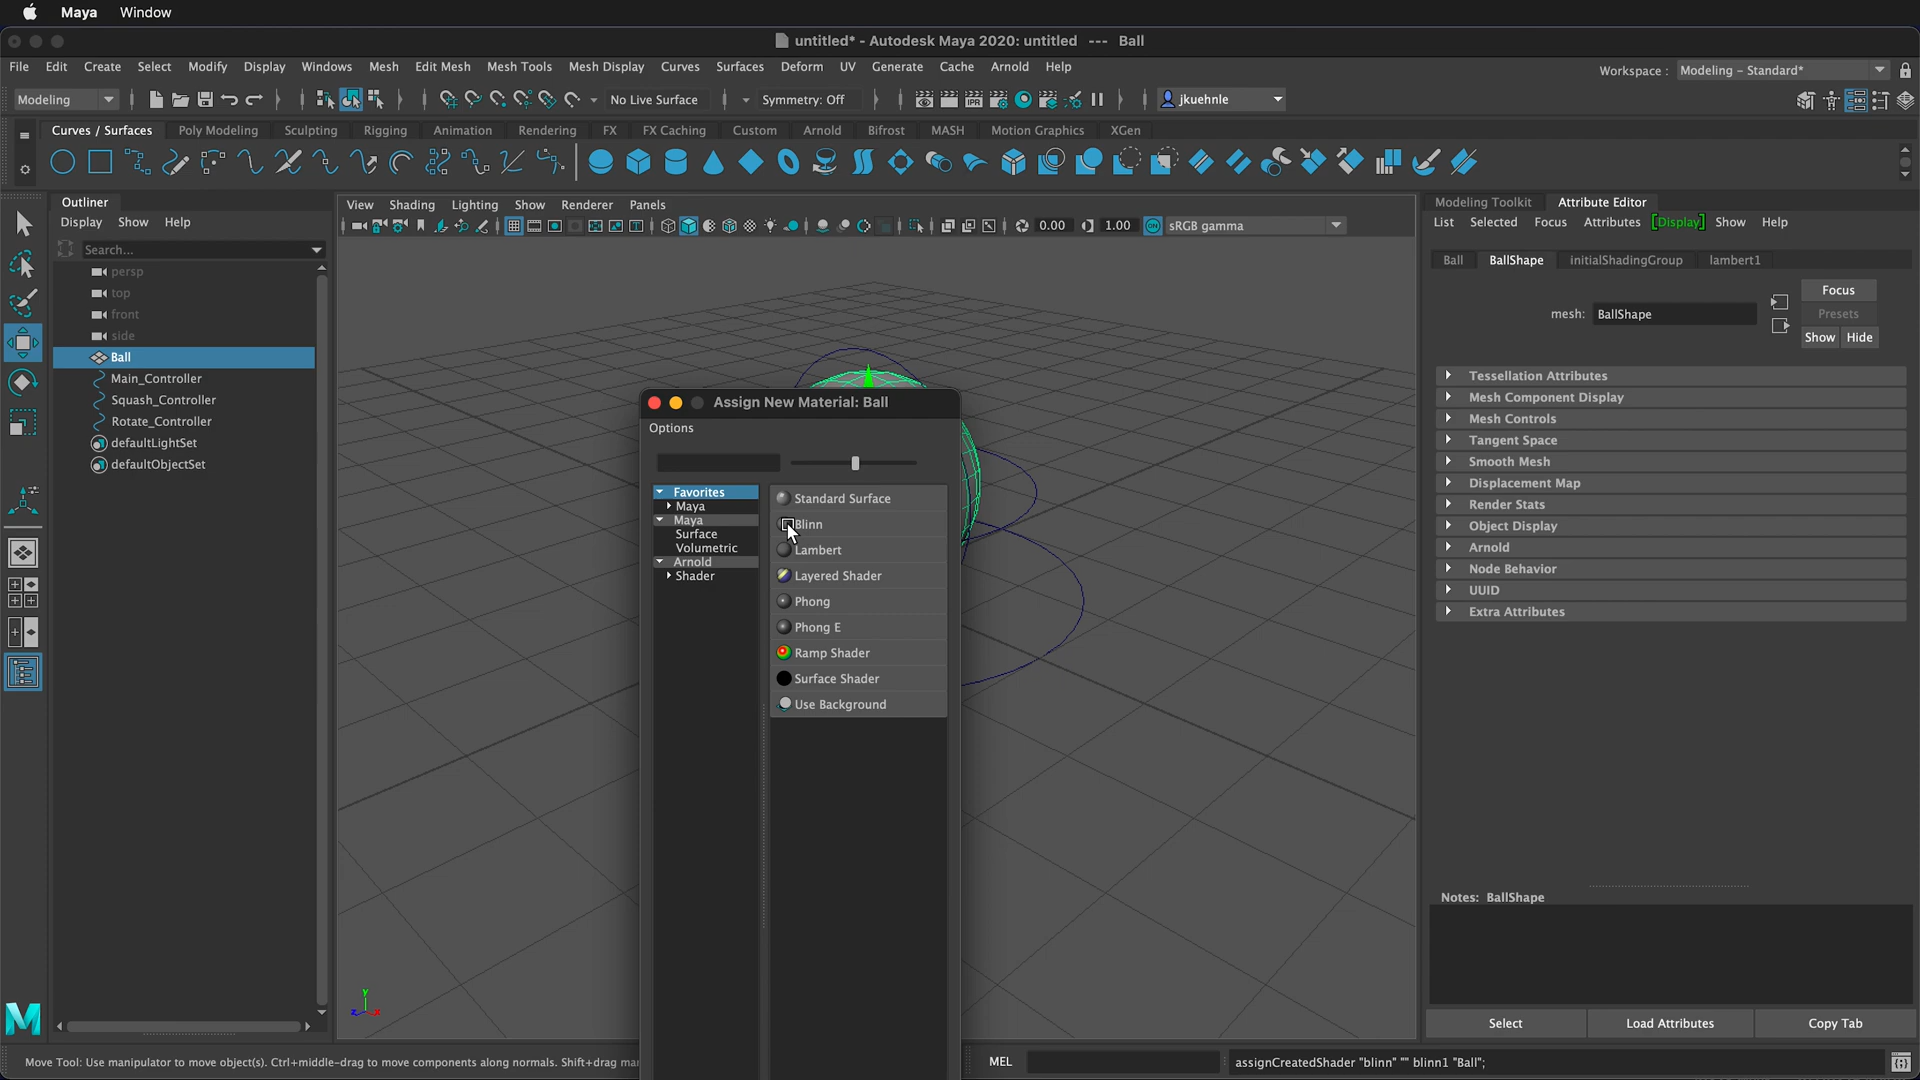 Maya Window
untitled* - Autodesk Maya 2020: untitled --- Ball
File Edit Create Select Modify Display Windows Mesh Edit Mesh Mesh Tools Mesh Display Curves Surfaces Deform UV Generate Cache Arnold Help
Workspace : Modeling - Standard*
Modeling No Live Surface Symmetry: Off jkuehnle
Curves / Surfaces Poly Modeling Sculpting Rigging Animation Rendering FX FX Caching Custom Arnold Bifrost MASH Motion Graphics XGen
Outliner
Display Show Help
Search...
persp
top
front
side
Ball
Main_Controller
Squash_Controller
Rotate_Controller
defaultLightSet
defaultObjectSet
View Shading Lighting Show Renderer Panels
0.00 1.00 ON sRGB gamma
Assign New Material: Ball
Options
Favorites
Maya
Maya
Surface
Volumetric
Arnold
Shader
Standard Surface
Blinn
Lambert
Layered Shader
Phong
Phong E
Ramp Shader
Surface Shader
Use Background
y
z x
Modeling Toolkit Attribute Editor
List Selected Focus Attributes [Display] Show Help
Ball BallShape initialShadingGroup lambert1
mesh: BallShape
Focus
Presets
Show Hide
Tessellation Attributes
Mesh Component Display
Mesh Controls
Tangent Space
Smooth Mesh
Displacement Map
Render Stats
Object Display
Arnold
Node Behavior
UUID
Extra Attributes
Notes: BallShape
Select Load Attributes Copy Tab
Move Tool: Use manipulator to move object(s). Ctrl+middle-drag to move components along normals. Shift+drag
MEL
assignCreatedShader "blinn" "" blinn1 "Ball";